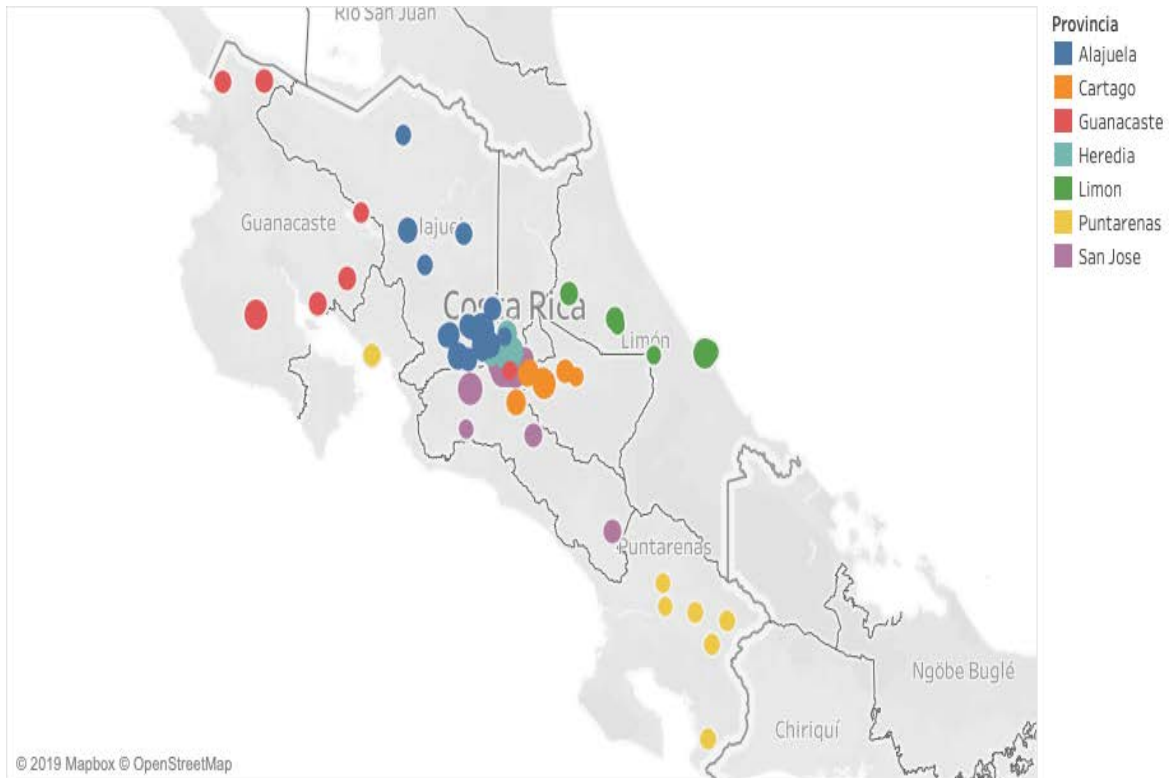 Río San Juan
Provincia
Alajuela
Cartago
Guanacaste
Heredia
Limon
Puntarenas
San Jose
Guanacaste
Costa Rica
Limón
Puntarenas
Ngöbe Buglé
Chiriquí
© 2019 Mapbox © OpenStreetMap